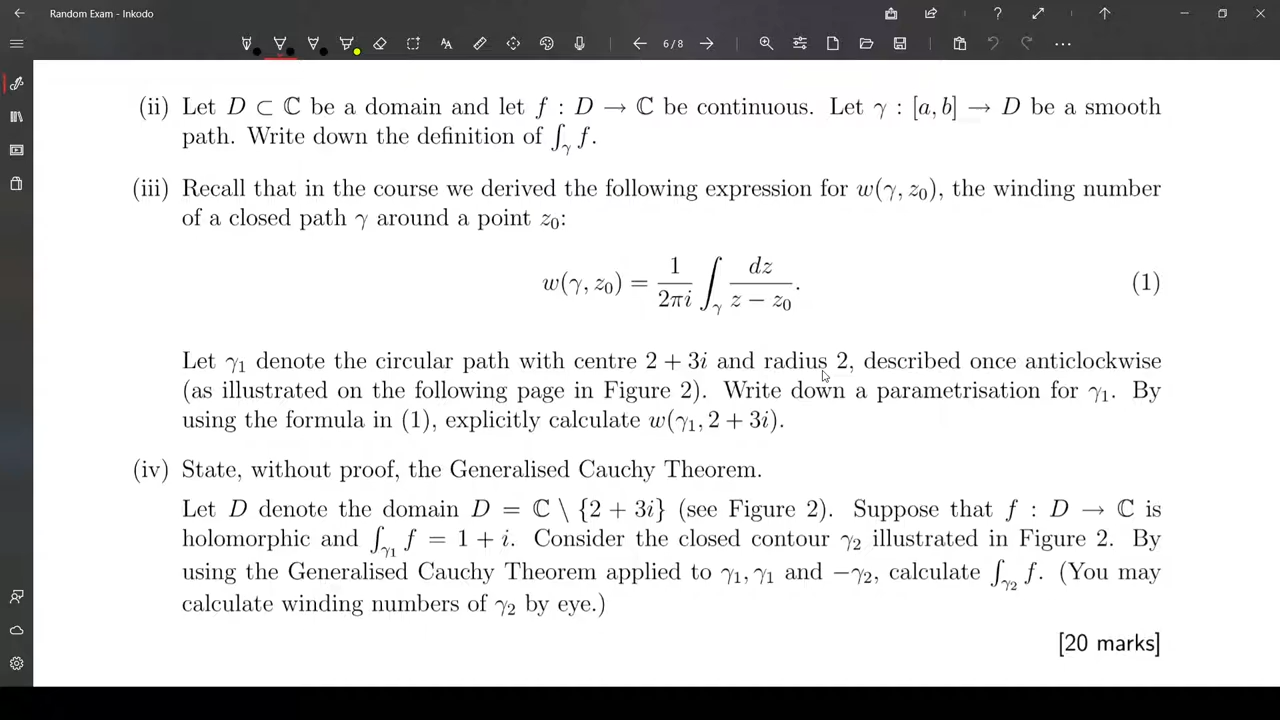 Random Exam - Inkodo
6/8
(ii) Let D ⊂ ℂ be a domain and let f : D → ℂ be continuous. Let γ : [a, b] → D be a smooth
path. Write down the definition of ∫_γ f.
(iii) Recall that in the course we derived the following expression for w(γ, z₀), the winding number
of a closed path γ around a point z₀:
w(γ, z₀) = 1/(2πi) ∫_γ dz/(z − z₀). (1)
Let γ₁ denote the circular path with centre 2 + 3i and radius 2, described once anticlockwise
(as illustrated on the following page in Figure 2). Write down a parametrisation for γ₁. By
using the formula in (1), explicitly calculate w(γ₁, 2 + 3i).
(iv) State, without proof, the Generalised Cauchy Theorem.
Let D denote the domain D = ℂ \ {2 + 3i} (see Figure 2). Suppose that f : D → ℂ is
holomorphic and ∫_γ₁ f = 1 + i. Consider the closed contour γ₂ illustrated in Figure 2. By
using the Generalised Cauchy Theorem applied to γ₁, γ₁ and −γ₂, calculate ∫_γ₂ f. (You may
calculate winding numbers of γ₂ by eye.)
[20 marks]